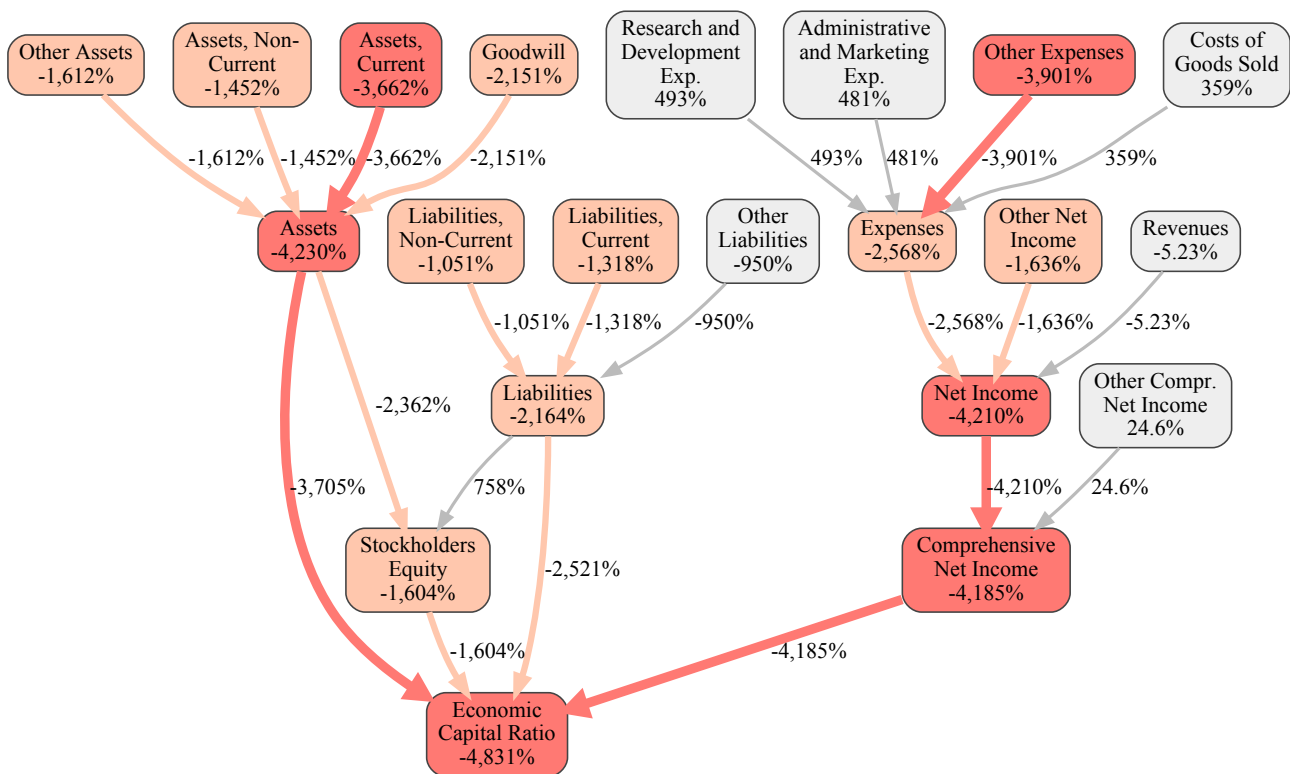 Other Assets
-1,612%
Assets, Non-
Current
-1,452%
Assets,
Current
-3,662%
Goodwill
-2,151%
Research and
Development
Exp.
493%
Administrative
and Marketing
Exp.
481%
Other Expenses
-3,901%
Costs of
Goods Sold
359%
-1,612%
-1,452%
-3,662%
-2,151%
493%
481%
-3,901%
359%
Assets
-4,230%
Liabilities,
Non-Current
-1,051%
Liabilities,
Current
-1,318%
Other
Liabilities
-950%
Expenses
-2,568%
Other Net
Income
-1,636%
Revenues
-5.23%
-1,051%
-1,318%
-950%
-2,568%
-1,636%
-5.23%
-2,362%
Liabilities
-2,164%
Net Income
-4,210%
Other Compr.
Net Income
24.6%
-3,705%
758%
-4,210%
24.6%
Stockholders
Equity
-1,604%
-2,521%
Comprehensive
Net Income
-4,185%
-1,604%
-4,185%
Economic
Capital Ratio
-4,831%